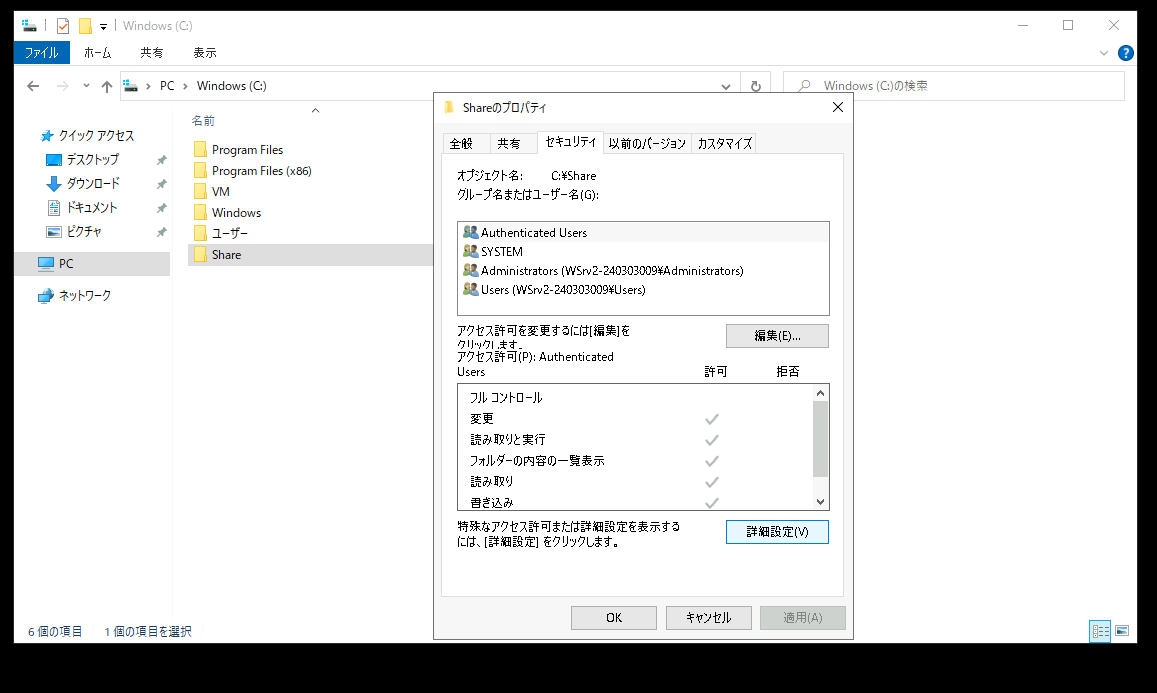 Windows (C:)
ファイル ホーム 共有 表示
PC > Windows (C:)
Windows (C:)の検索
クイック アクセス
デスクトップ
ダウンロード
ドキュメント
ピクチャ
PC
ネットワーク
名前
Program Files
Program Files (x86)
VM
Windows
ユーザー
Share
6 個の項目 1 個の項目を選択
Shareのプロパティ
全般 共有 セキュリティ 以前のバージョン カスタマイズ
オブジェクト名: C:¥Share
グループ名またはユーザー名(G):
Authenticated Users
SYSTEM
Administrators (WSrv2-240303009¥Administrators)
Users (WSrv2-240303009¥Users)
アクセス許可を変更するには[編集]を
クリックします。
編集(E)...
アクセス許可(P): Authenticated
Users 許可 拒否
フル コントロール
変更
読み取りと実行
フォルダーの内容の一覧表示
読み取り
書き込み
特殊なアクセス許可または詳細設定を表示する
には、[詳細設定] をクリックします。
詳細設定(V)
OK キャンセル 適用(A)